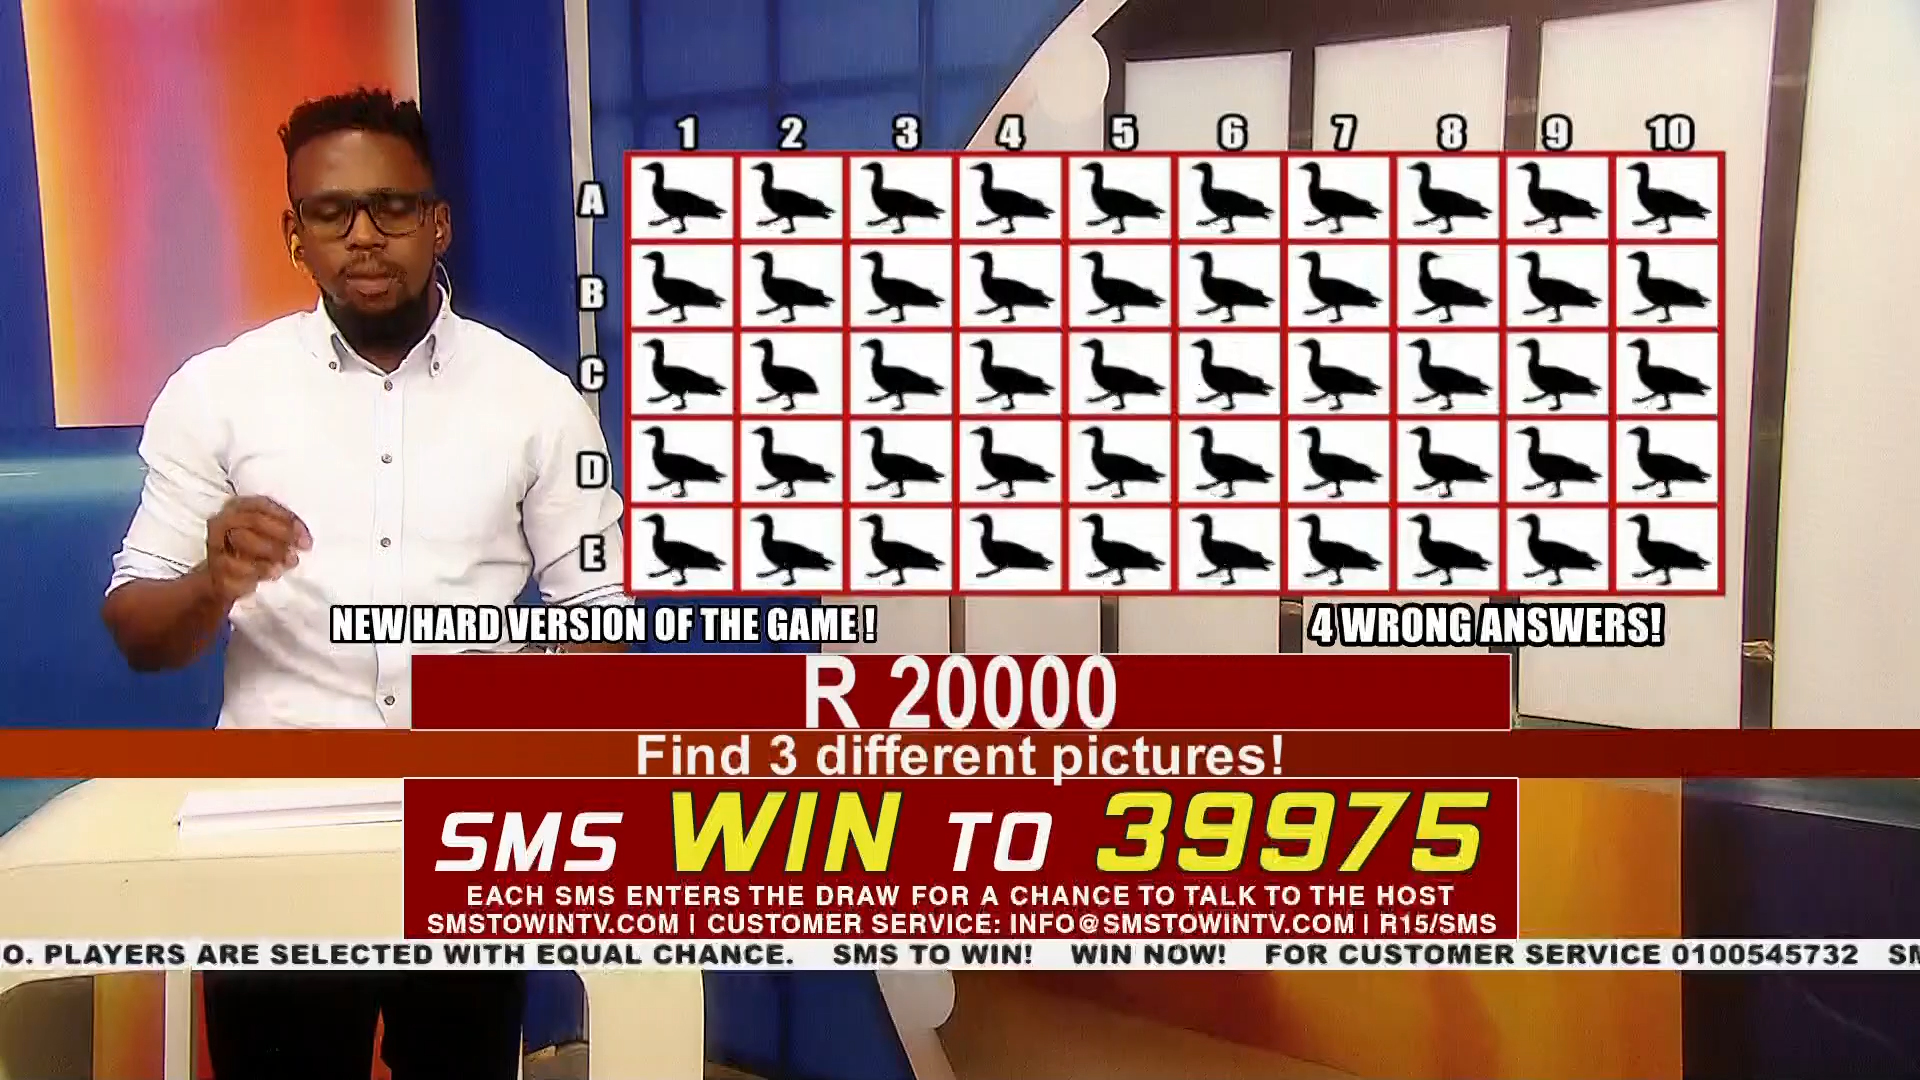 1 2 3 4 5 6 7 8 9 10
A
B
C
D
E
NEW HARD VERSION OF THE GAME !
4 WRONG ANSWERS!
R 20000
Find 3 different pictures!
SMS WIN TO 39975
EACH SMS ENTERS THE DRAW FOR A CHANCE TO TALK TO THE HOST
SMSTOWINTV.COM | CUSTOMER SERVICE: INFO@SMSTOWINTV.COM | R15/SMS
O. PLAYERS ARE SELECTED WITH EQUAL CHANCE. SMS TO WIN! WIN NOW! FOR CUSTOMER SERVICE 0100545732 SM